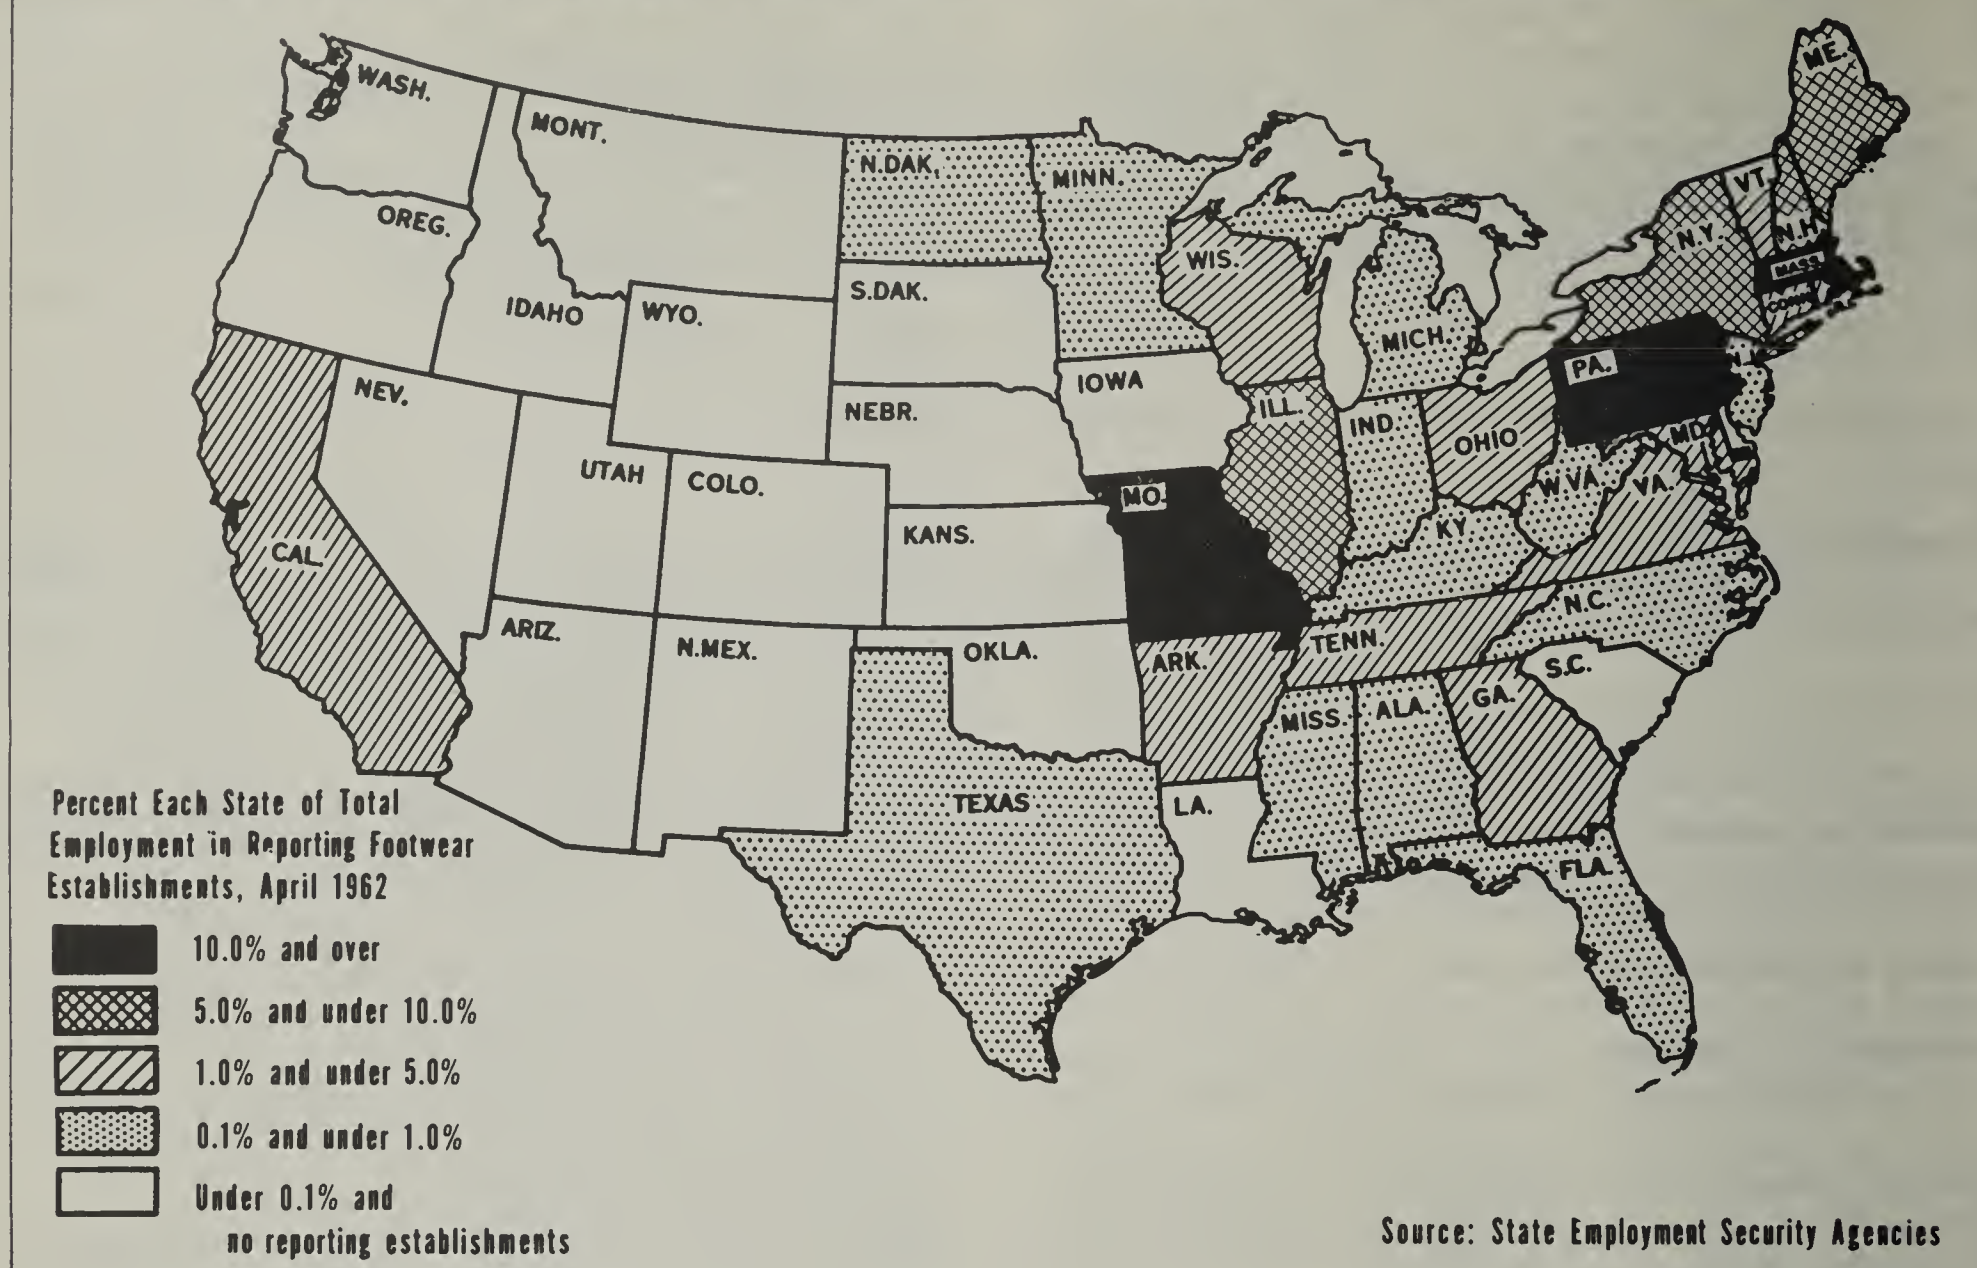 WASH.
MONT.
N.DAK.
MINN.
ME.
VT.
OREG.
N.H.
N.Y.
WIS.
MASS.
IDAHO
WYO.
S.DAK.
CONN.
MICH.
PA.
N.J.
NEV.
IOWA
NEBR.
ILL.
IND.
OHIO
MD.
UTAH
COLO.
MO.
W.VA.
VA.
KANS.
KY.
CAL.
N.C.
ARIZ.
N.MEX.
OKLA.
ARK.
TENN.
S.C.
GA.
MISS.
ALA.
TEXAS
LA.
FLA.
Percent Each State of Total
Employment in Reporting Footwear
Establishments, April 1962
10.0% and over
5.0% and under 10.0%
1.0% and under 5.0%
0.1% and under 1.0%
Under 0.1% and
no reporting establishments
Source: State Employment Security Agencies